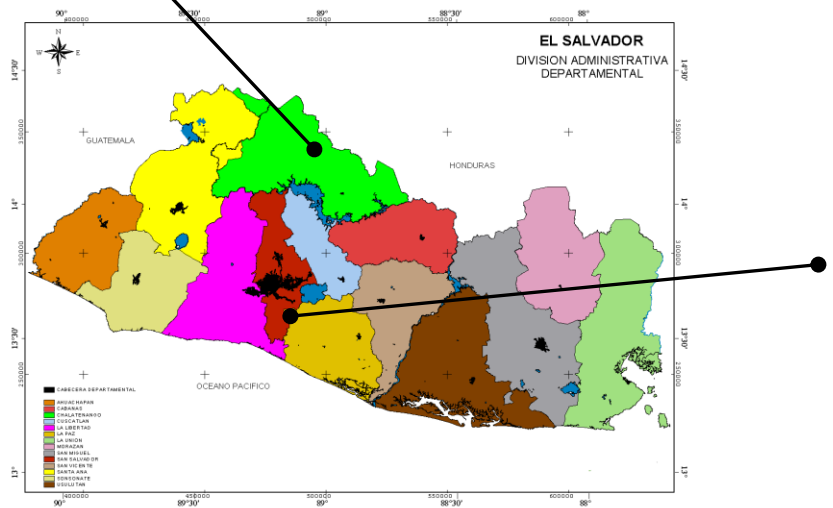 90° 89°30' 89° 88°30' 88°
400000 450000 500000 550000 600000
N
W E
S
EL SALVADOR
DIVISION ADMINISTRATIVA
DEPARTAMENTAL
14°30' 14°30'
350000 350000
GUATEMALA
HONDURAS
14° 14°
300000 300000
13°30' 13°30'
250000 250000
OCEANO PACIFICO
CABECERA DEPARTAMENTAL
AHUACHAPAN
CABANAS
CHALATENANGO
CUSCATLAN
LA LIBERTAD
LA PAZ
LA UNION
MORAZAN
SAN MIGUEL
SAN SALVADOR
SAN VICENTE
SANTA ANA
SONSONATE
USULUTAN
13° 13°
400000 450000 500000 550000 600000
90° 89°30' 89° 88°30' 88°